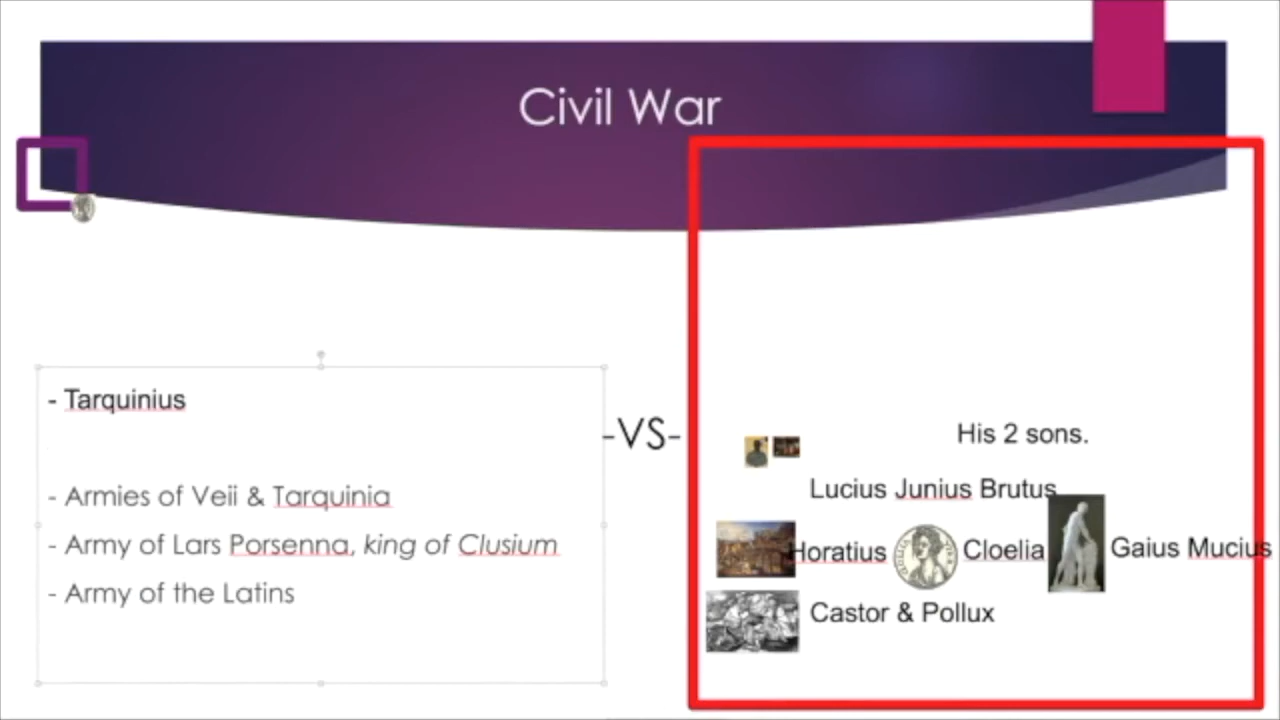 Civil War
- Tarquinius
- Armies of Veii & Tarquinia
- Army of Lars Porsenna, king of Clusium
- Army of the Latins
-VS-
His 2 sons.
Lucius Junius Brutus
Horatius Cloelia Gaius Mucius
Castor & Pollux